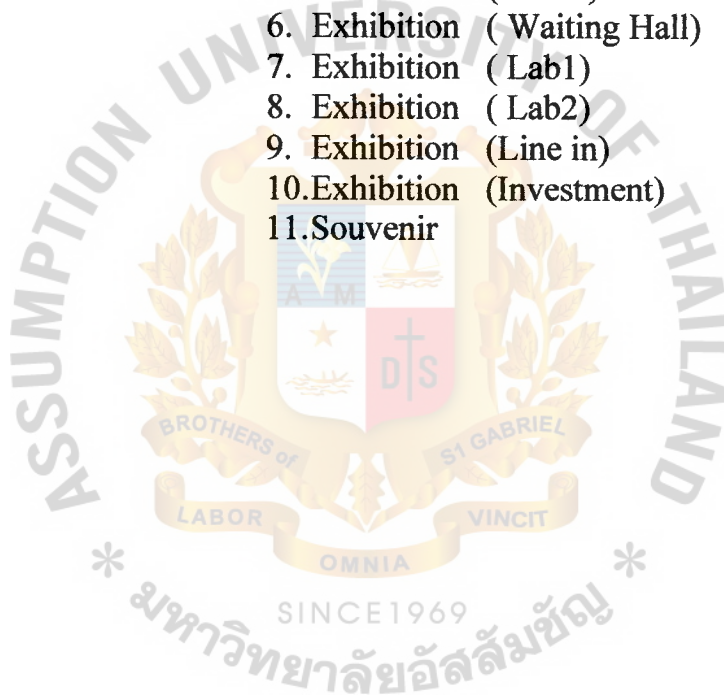 6. Exhibition ( Waiting Hall)
7. Exhibition ( Lab1)
8. Exhibition ( Lab2)
9. Exhibition (Line in)
10.Exhibition (Investment)
11.Souvenir
ASSUMPTION UNIVERSITY OF THAILAND
A M
D S
BROTHERS of S1 GABRIEL
LABOR VINCIT
OMNIA
* SINCE1969 *
มหาวิทยาลัยอัสสัมชัญ